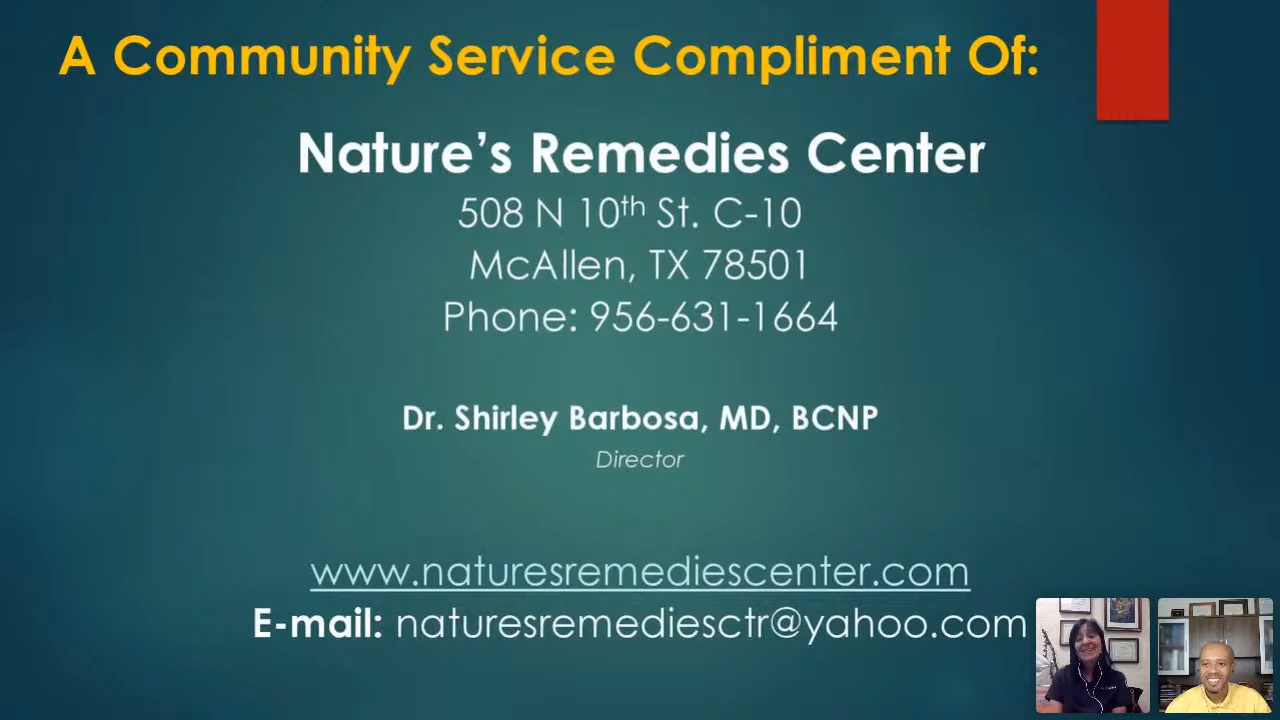 A Community Service Compliment Of:
Nature’s Remedies Center
508 N 10th St. C-10
McAllen, TX 78501
Phone: 956-631-1664
Dr. Shirley Barbosa, MD, BCNP
Director
www.naturesremediescenter.com
E-mail: naturesremediesctr@yahoo.com